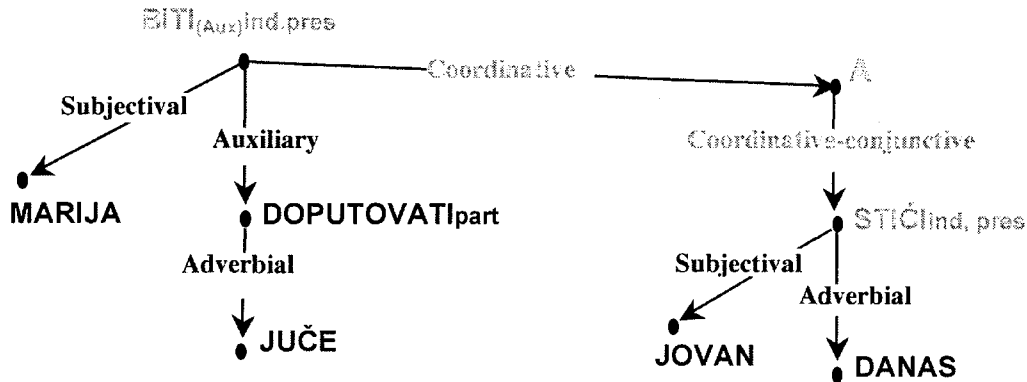 BITI(Aux)ind.pres
Coordinative
A
Subjectival
Auxiliary
Coordinative-conjunctive
MARIJA
DOPUTOVATIpart
STIĆIind, pres
Adverbial
Subjectival
Adverbial
JUČE
JOVAN
DANAS